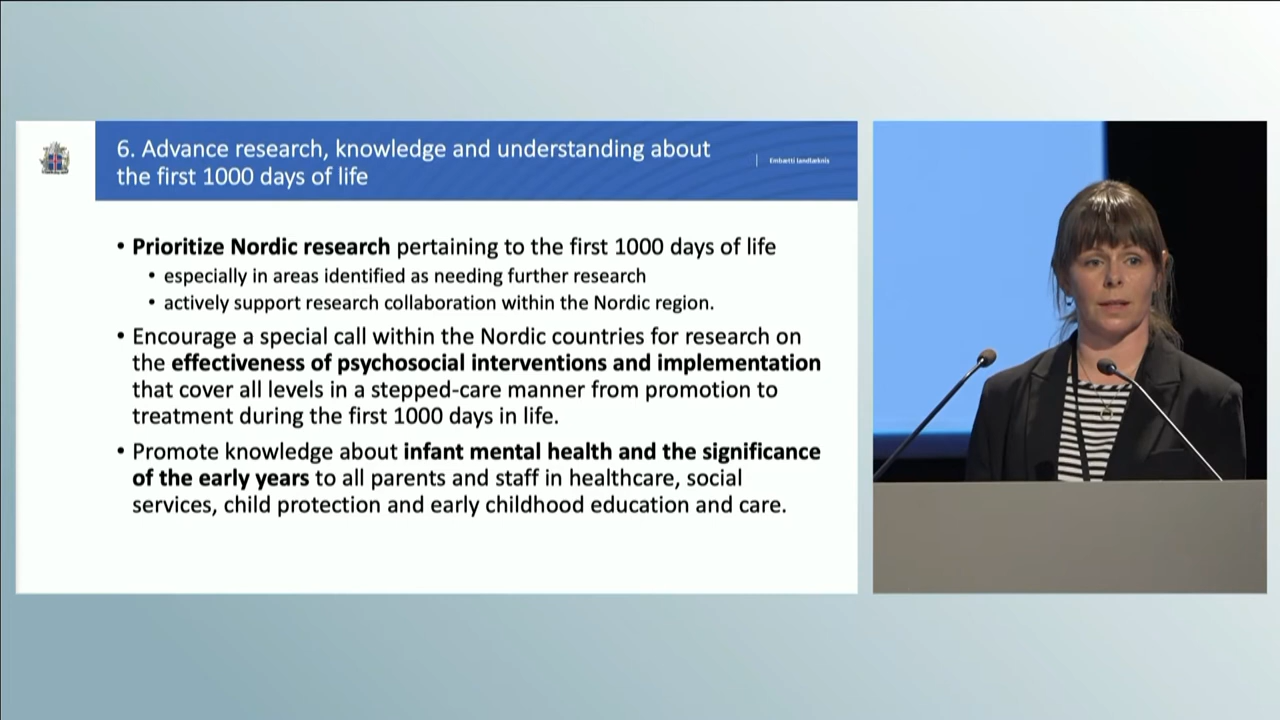 6. Advance research, knowledge and understanding about
the first 1000 days of life
Embætti landlæknis
• Prioritize Nordic research pertaining to the first 1000 days of life
• especially in areas identified as needing further research
• actively support research collaboration within the Nordic region.
• Encourage a special call within the Nordic countries for research on
the effectiveness of psychosocial interventions and implementation
that cover all levels in a stepped-care manner from promotion to
treatment during the first 1000 days in life.
• Promote knowledge about infant mental health and the significance
of the early years to all parents and staff in healthcare, social
services, child protection and early childhood education and care.